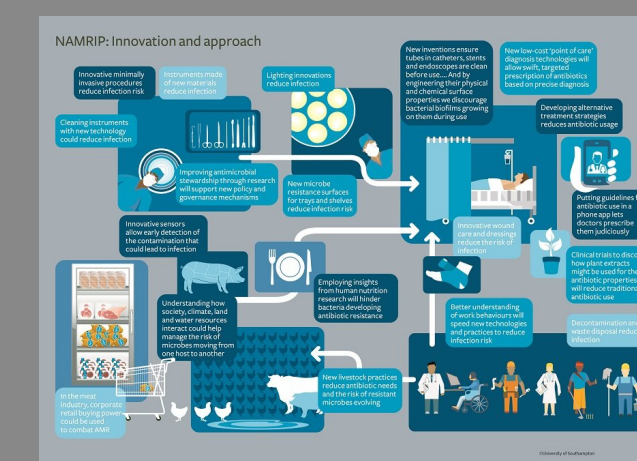 NAMRIP: Innovation and approach
Innovative minimally
invasive procedures
reduce infection risk
Instruments made
of new materials
reduce infection
Lighting innovations
reduce infection
New inventions ensure
tubes in catheters, stents
and endoscopes are clean
before use.... And by
engineering their physical
and chemical surface
properties we discourage
bacterial biofilms growing
on them during use
New low-cost 'point of care'
diagnosis technologies will
allow swift, targeted
prescription of antibiotics
based on precise diagnosis
Cleaning instruments
with new technology
could reduce infection
Developing alternative
treatment strategies
reduces antibiotic usage
Improving antimicrobial
stewardship through research
will support new policy and
governance mechanisms
New microbe
resistance surfaces
for trays and shelves
reduce infection risk
Putting guidelines
antibiotic use in a
phone app lets
doctors prescribe
them judiciously
Innovative sensors
allow early detection of
the contamination that
could lead to infection
Innovative wound
care and dressings
reduce the risk of
infection
Clinical trials to
how plant extracts
might be used for
antibiotic properties
will reduce
antibiotic use
Employing insights
from human nutrition
research will hinder
bacteria developing
antibiotic resistance
Understanding how
society, climate, land
and water resources
interact could help
manage the risk of
microbes moving from
one host to another
Better understanding
of work behaviours will
speed new technologies
and practices to reduce
infection risk
Decontamination
waste disposal
infection
New livestock practices
reduce antibiotic needs
and the risk of resistant
microbes evolving
In the meat
industry, corporate
retail buying power
could be used
to combat AMR
©University of Southampton